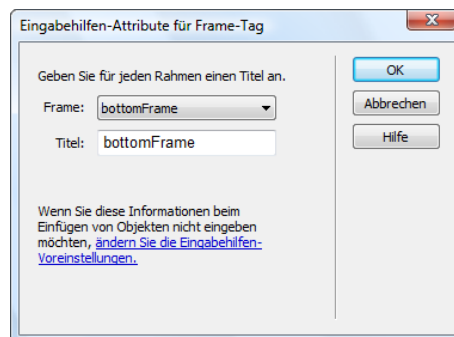 Eingabehilfen-Attribute für Frame-Tag
Geben Sie für jeden Rahmen einen Titel an.
Frame: bottomFrame
Titel: bottomFrame
Wenn Sie diese Informationen beim
Einfügen von Objekten nicht eingeben
möchten, ändern Sie die Eingabehilfen-
Voreinstellungen.
OK
Abbrechen
Hilfe